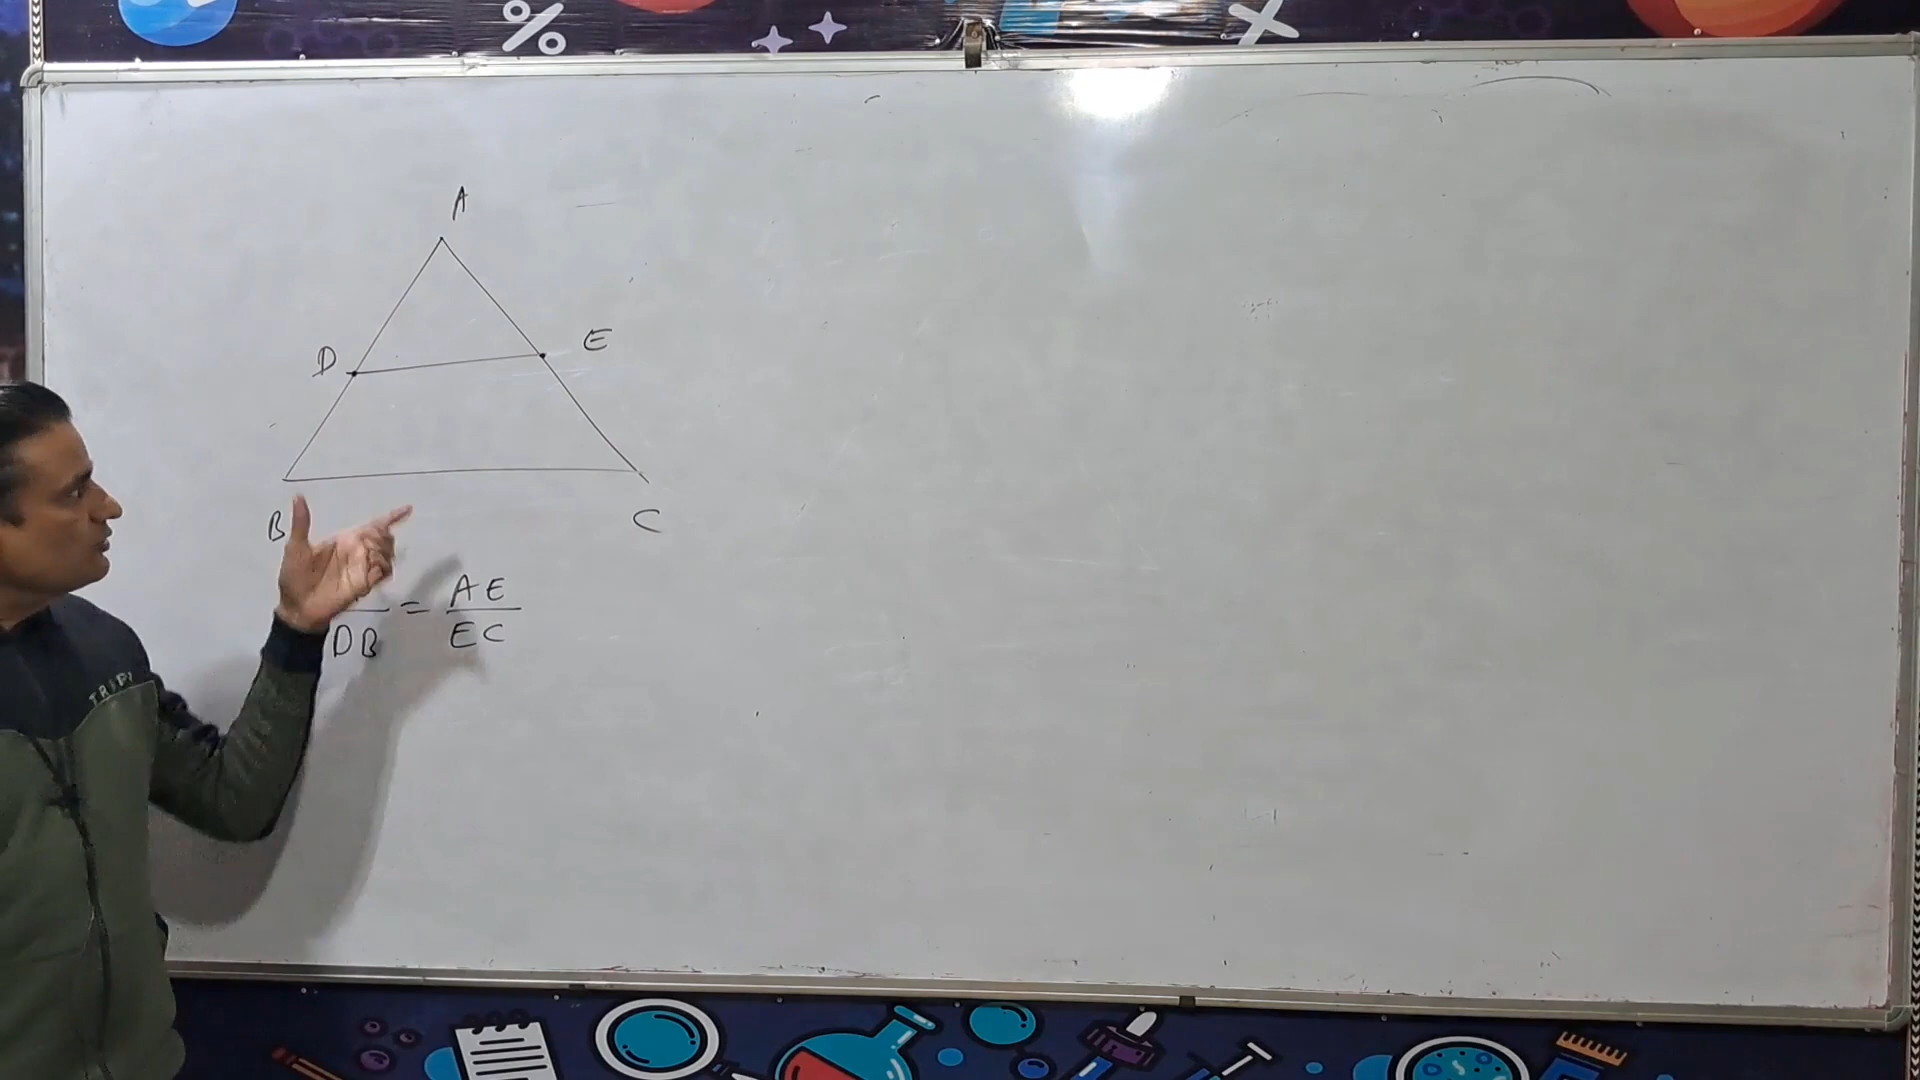 A
D E
B C
= AE
DB EC